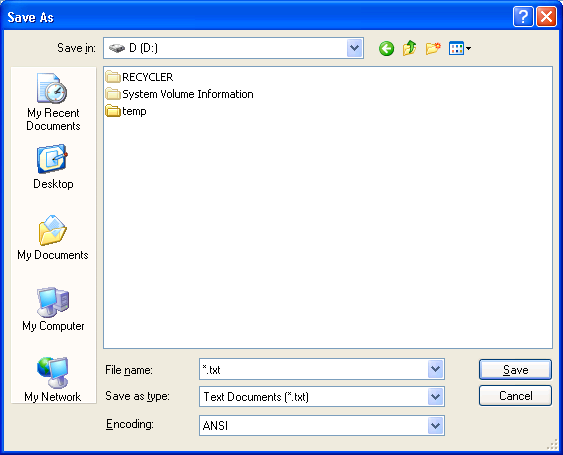 Save As
Save in:
D (D:)
My Recent
Documents
Desktop
My Documents
My Computer
My Network
RECYCLER
System Volume Information
temp
File name:
*.txt
Save
Save as type:
Text Documents (*.txt)
Cancel
Encoding:
ANSI